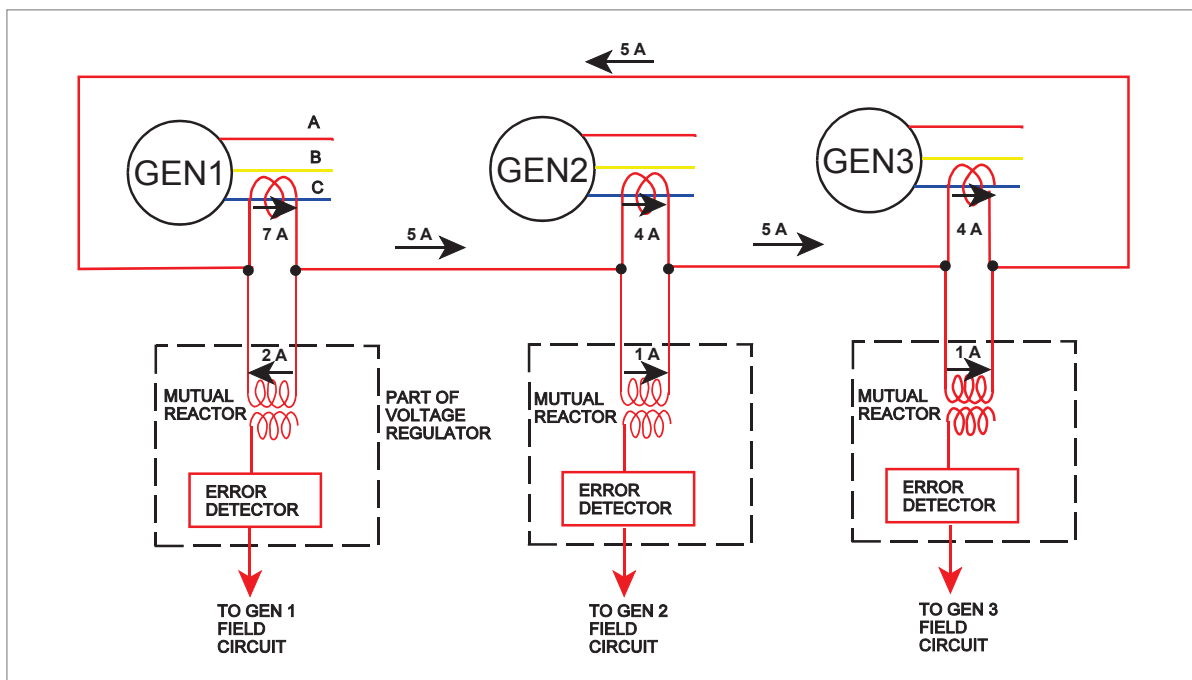 5 A
GEN1
A
B
C
7 A
GEN2
4 A
GEN3
4 A
5 A
5 A
2 A
MUTUAL
REACTOR
PART OF
VOLTAGE
REGULATOR
ERROR
DETECTOR
TO GEN 1
FIELD
CIRCUIT
1 A
MUTUAL
REACTOR
ERROR
DETECTOR
TO GEN 2
FIELD
CIRCUIT
1 A
MUTUAL
REACTOR
ERROR
DETECTOR
TO GEN 3
FIELD
CIRCUIT